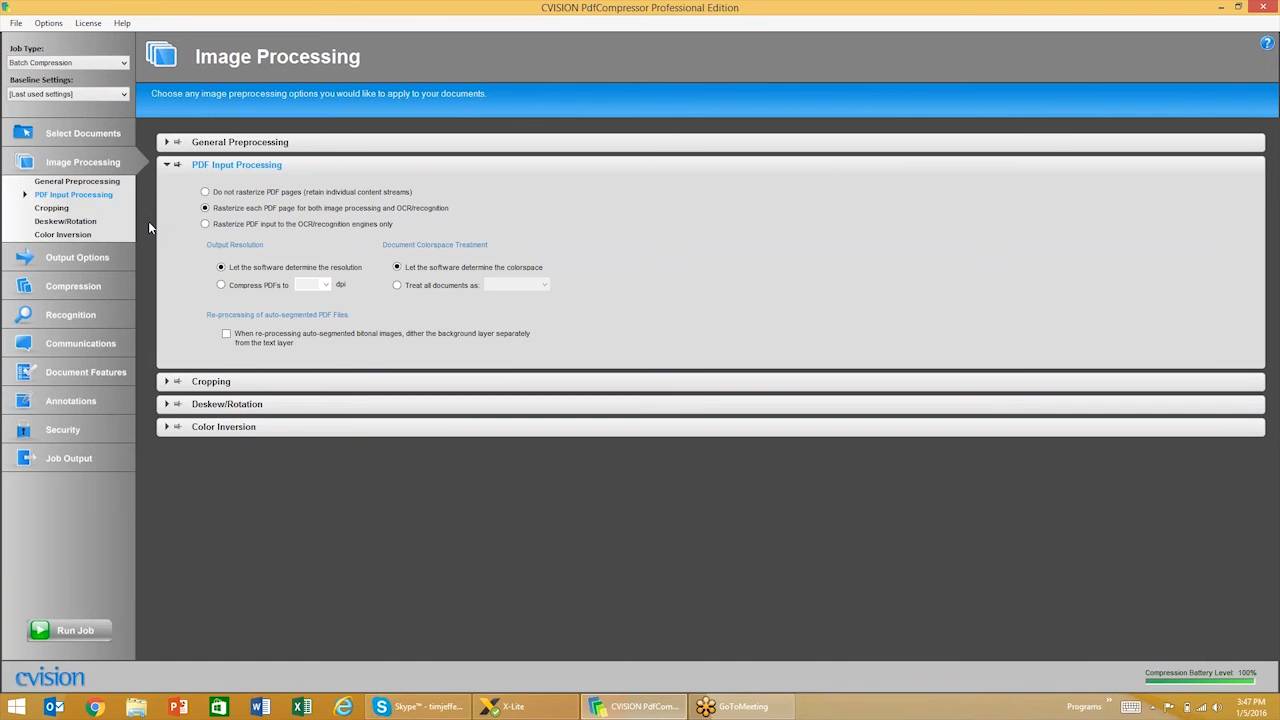 CVISION PdfCompressor Professional Edition
File Options License Help
Job Type:
Batch Compression
Baseline Settings:
[Last used settings]
Select Documents
Image Processing
General Preprocessing
PDF Input Processing
Cropping
Deskew/Rotation
Color Inversion
Output Options
Compression
Recognition
Communications
Document Features
Annotations
Security
Job Output
Run Job
cvision
Image Processing
?
Choose any image preprocessing options you would like to apply to your documents.
General Preprocessing
PDF Input Processing
Do not rasterize PDF pages (retain individual content streams)
Rasterize each PDF page for both image processing and OCR/recognition
Rasterize PDF input to the OCR/recognition engines only
Output Resolution
Let the software determine the resolution
Compress PDFs to dpi
Document Colorspace Treatment
Let the software determine the colorspace
Treat all documents as:
Re-processing of auto-segmented PDF Files
When re-processing auto-segmented bitonal images, dither the background layer separately
from the text layer
Cropping
Deskew/Rotation
Color Inversion
Compression Battery Level: 100%
Skype™ - timjeffe...
X-Lite
CVISION PdfCom...
GoToMeeting
Programs
3:47 PM
1/5/2016